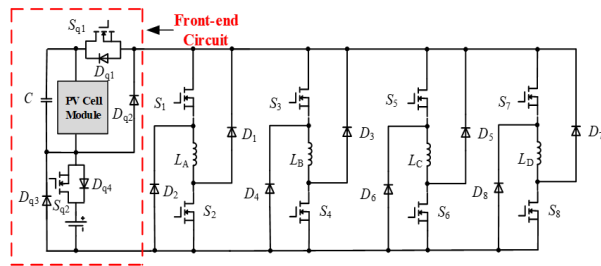 Sq1
Front-end
Circuit
Dq1
C
PV Cell
Module
Dq2
S1
S3
S5
S7
D1
D3
D5
D7
LA
LB
LC
LD
Dq4
D2
D4
D6
D8
Dq3
Sq2
S2
S4
S6
S8